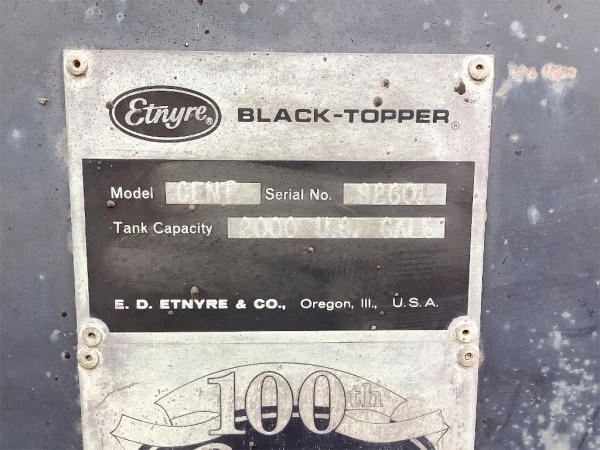 Etnyre® BLACK-TOPPER®
Model CENT Serial No. S2601
Tank Capacity 2000 U.S. GALS
E. D. ETNYRE & CO., Oregon, Ill., U.S.A.
100th